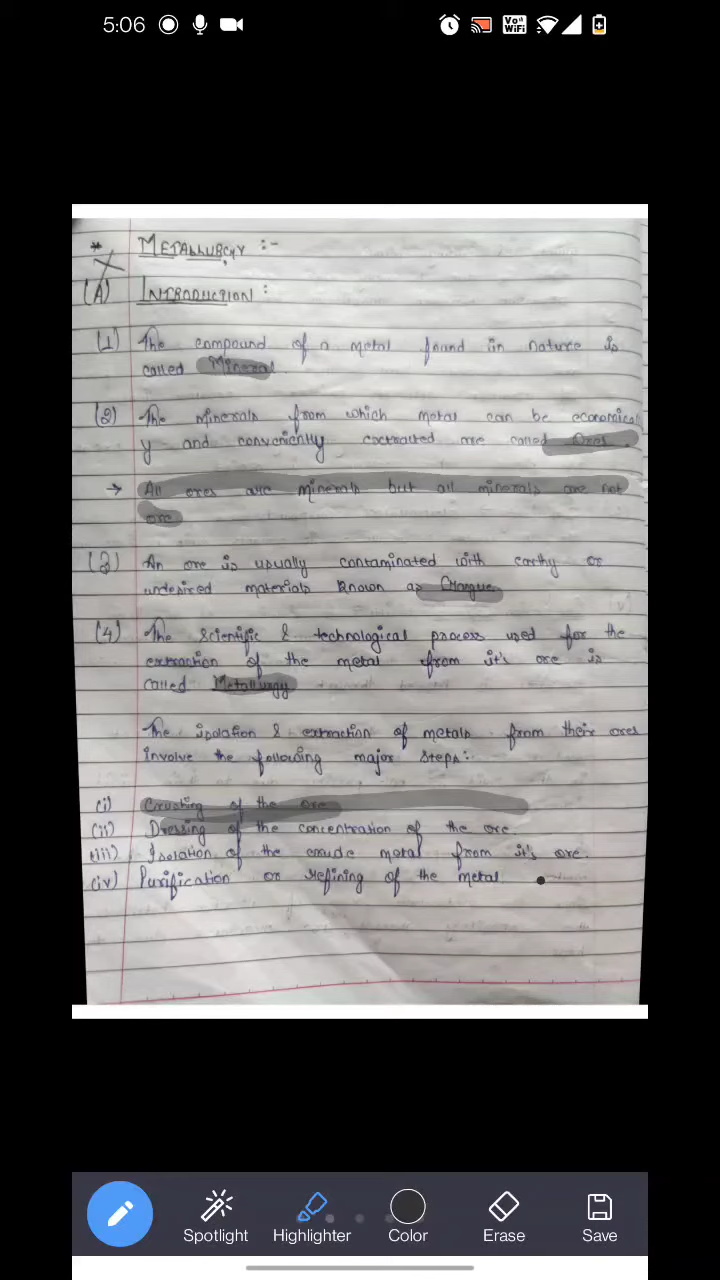 5:06
Vo
WiFi
* METALLURGY :-
(A) INTRODUCTION :
(1) The compound of a metal found in nature is
called Mineral
(2) The minerals from which metal can be economical
y and conveniently extracted are called Ores.
→ All ores are minerals but all minerals are not
ore
(3) An ore is usually contaminated with earthy or
undesired materials known as Gangue
(4) The scientific & technological process used for the
extraction of the metal from it's ore is
called Metallurgy
The isolation & extraction of metals from their ores
involve the following major steps:-
(i) Crushing of the ore
(ii) Dressing of the concentration of the ore.
(iii) Isolation of the crude metal from it's ore.
(iv) Purification or refining of the metal.
Spotlight Highlighter Color Erase Save